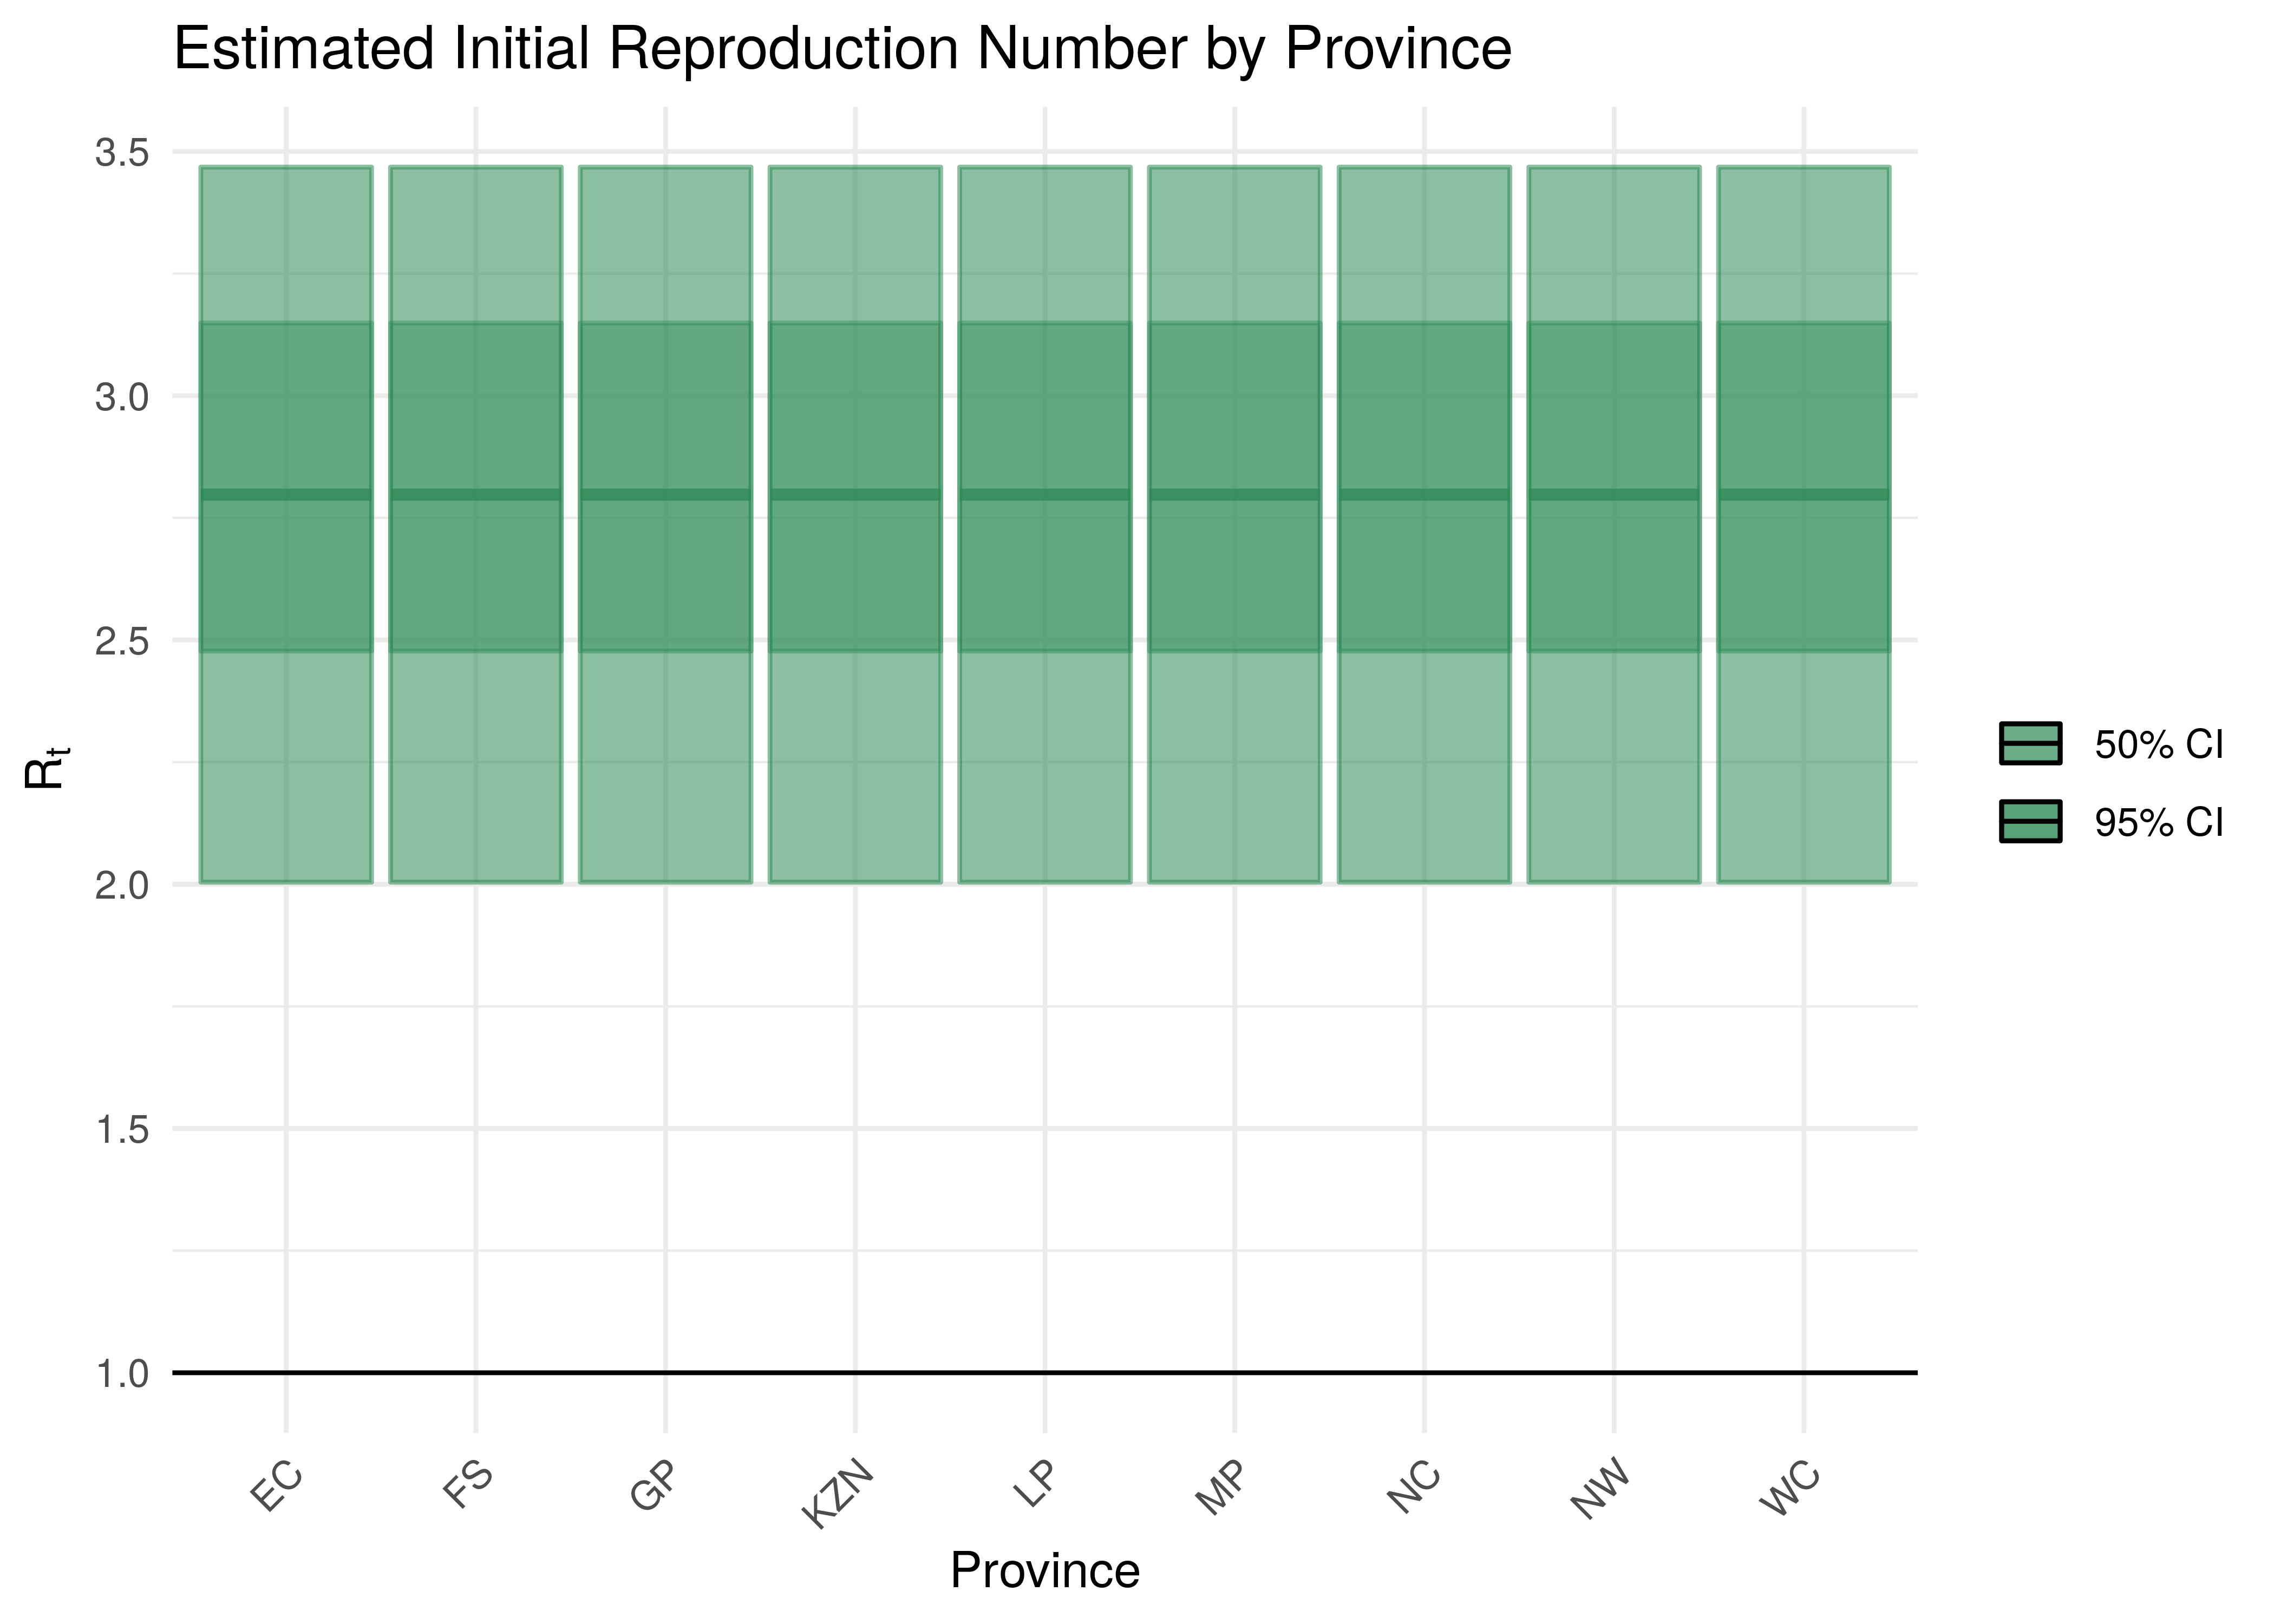 Estimated Initial Reproduction Number by Province
3.5
3.0
2.5
2.0
1.5
1.0
Rt
50% CI
95% CI
EC
FS
GP
KZN
LP
MP
NC
NW
WC
Province